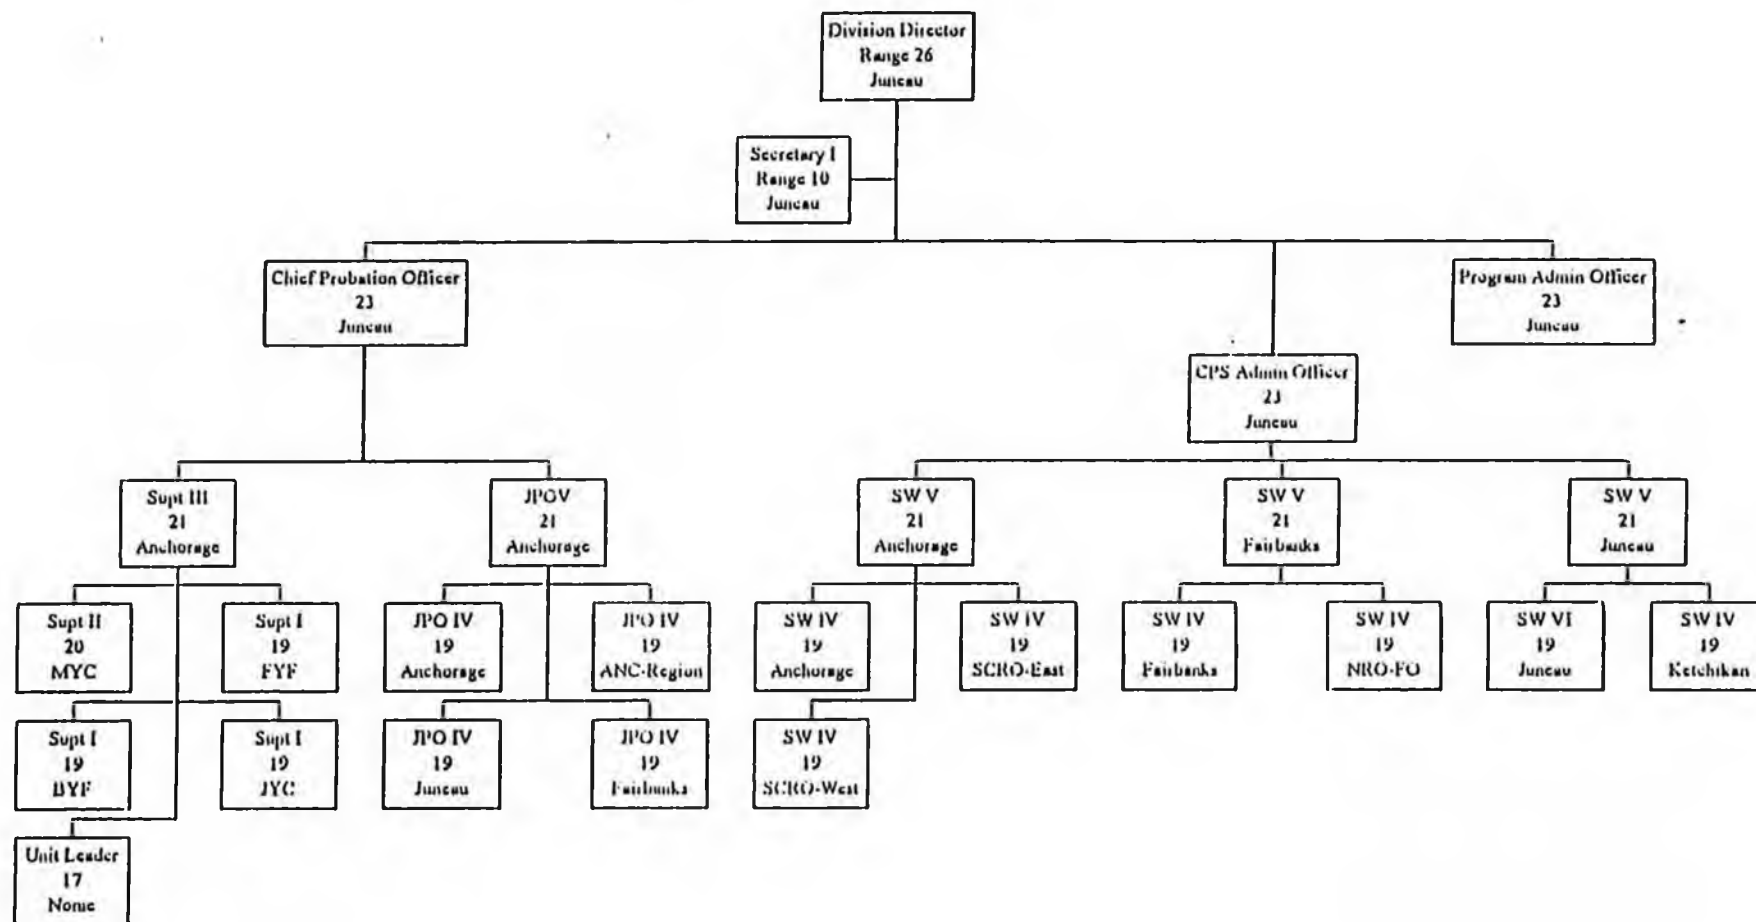 Division Director
Range 26
Juneau
Secretary I
Range 10
Juneau
Chief Probation Officer
23
Juneau
Program Admin Officer
23
Juneau
CPS Admin Officer
23
Juneau
Supt III
21
Anchorage
JPOV
21
Anchorage
SW V
21
Anchorage
SW V
21
Fairbanks
SW V
21
Juneau
Supt II
20
MYC
Supt I
19
FYF
JPO IV
19
Anchorage
JPO IV
19
ANC-Region
SW IV
19
Anchorage
SW IV
19
SCRO-East
SW IV
19
Fairbanks
SW IV
19
NRO-FO
SW VI
19
Juneau
SW IV
19
Ketchikan
Supt I
19
BYF
Supt I
19
JYC
JPO IV
19
Juneau
JPO IV
19
Fairbanks
SW IV
19
SCRO-West
Unit Leader
17
Nome